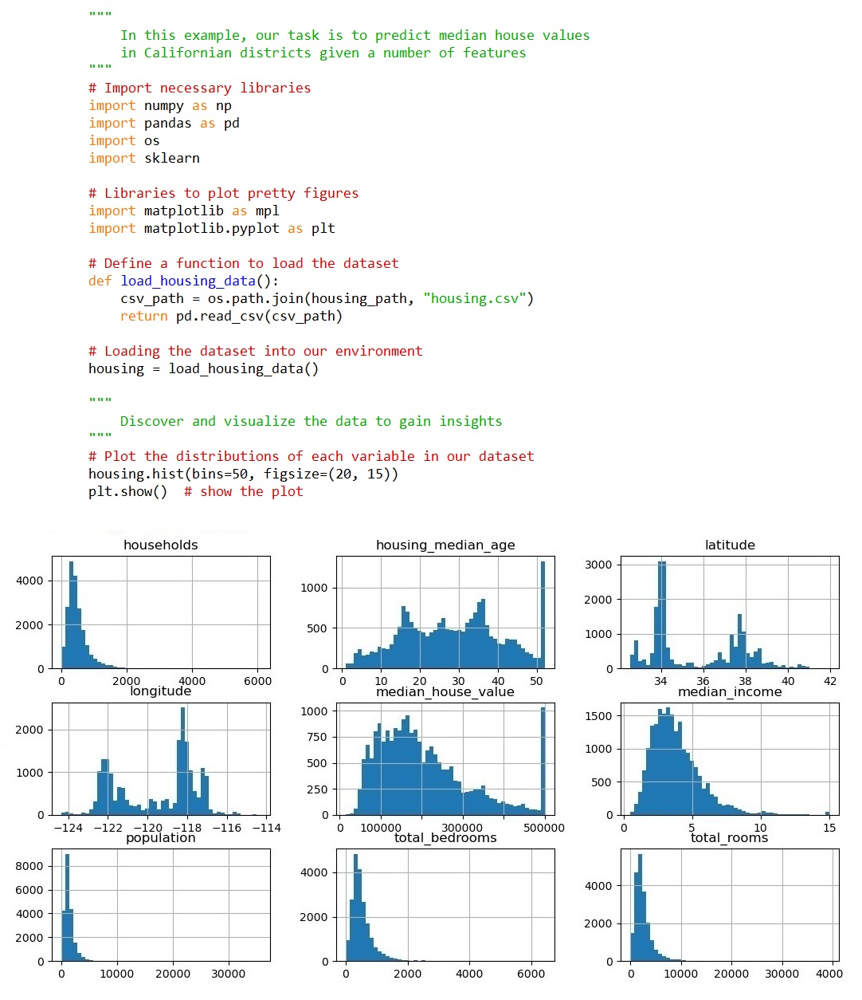 """
In this example, our task is to predict median house values
in Californian districts given a number of features
"""
# Import necessary libraries
import numpy as np
import pandas as pd
import os
import sklearn
# Libraries to plot pretty figures
import matplotlib as mpl
import matplotlib.pyplot as plt
# Define a function to load the dataset
def load_housing_data():
csv_path = os.path.join(housing_path, "housing.csv")
return pd.read_csv(csv_path)
# Loading the dataset into our environment
housing = load_housing_data()
"""
Discover and visualize the data to gain insights
"""
# Plot the distributions of each variable in our dataset
housing.hist(bins=50, figsize=(20, 15))
plt.show()  # show the plot
households
4000
2000
0
0 2000 4000 6000
housing_median_age
1000
500
0
0 10 20 30 40 50
latitude
3000
2000
1000
0
34 36 38 40 42
longitude
2000
1000
0
−124 −122 −120 −118 −116 −114
median_house_value
1000
750
500
250
0
0 100000 300000 500000
median_income
1500
1000
500
0
0 5 10 15
population
8000
6000
4000
2000
0
0 10000 20000 30000
total_bedrooms
4000
2000
0
0 2000 4000 6000
total_rooms
4000
2000
0
0 10000 20000 30000 4000